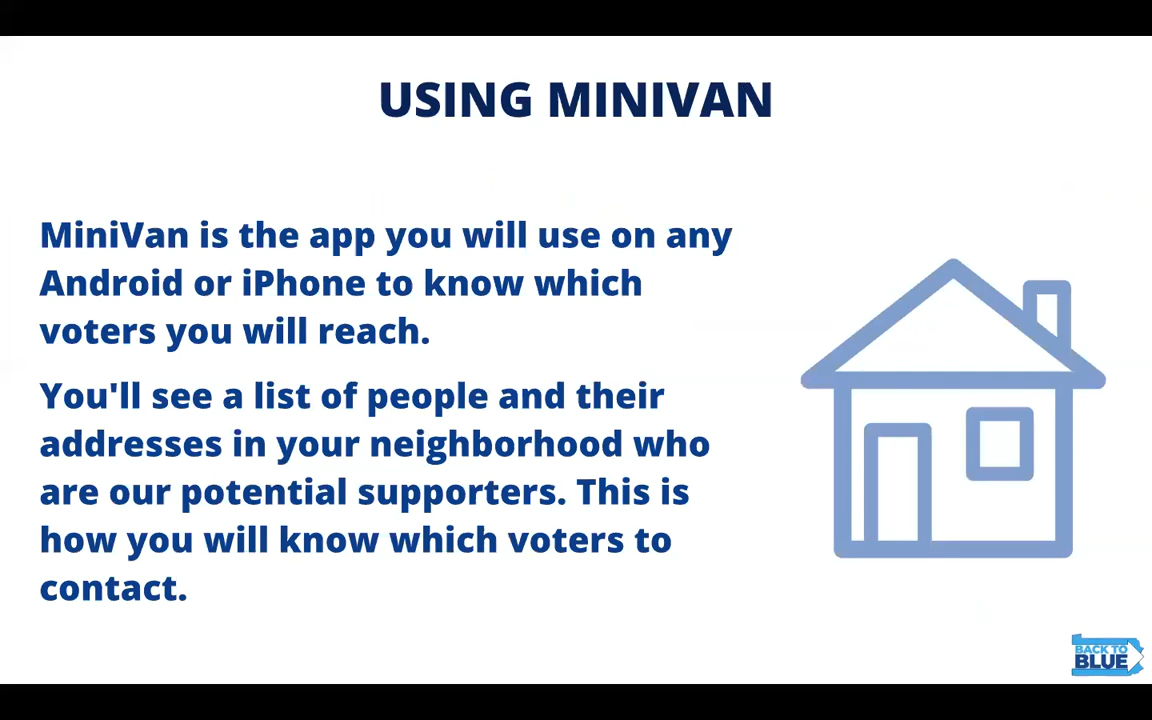 USING MINIVAN
MiniVan is the app you will use on any
Android or iPhone to know which
voters you will reach.
You'll see a list of people and their
addresses in your neighborhood who
are our potential supporters. This is
how you will know which voters to
contact.
BACK TO
BLUE